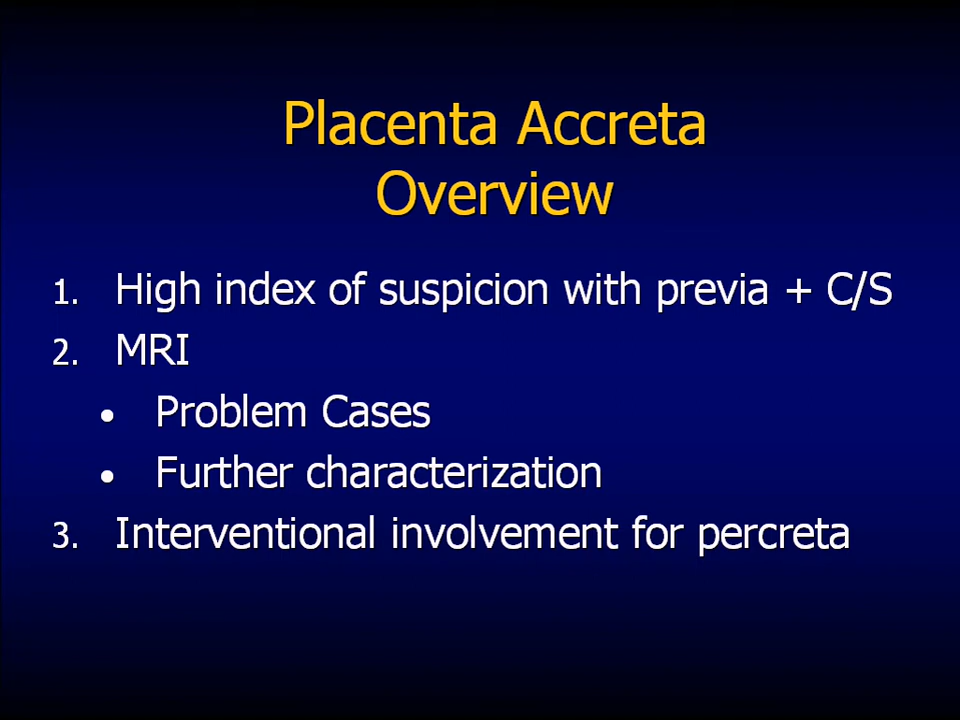 Placenta Accreta
Overview
1. High index of suspicion with previa + C/S
2. MRI
• Problem Cases
• Further characterization
3. Interventional involvement for percreta